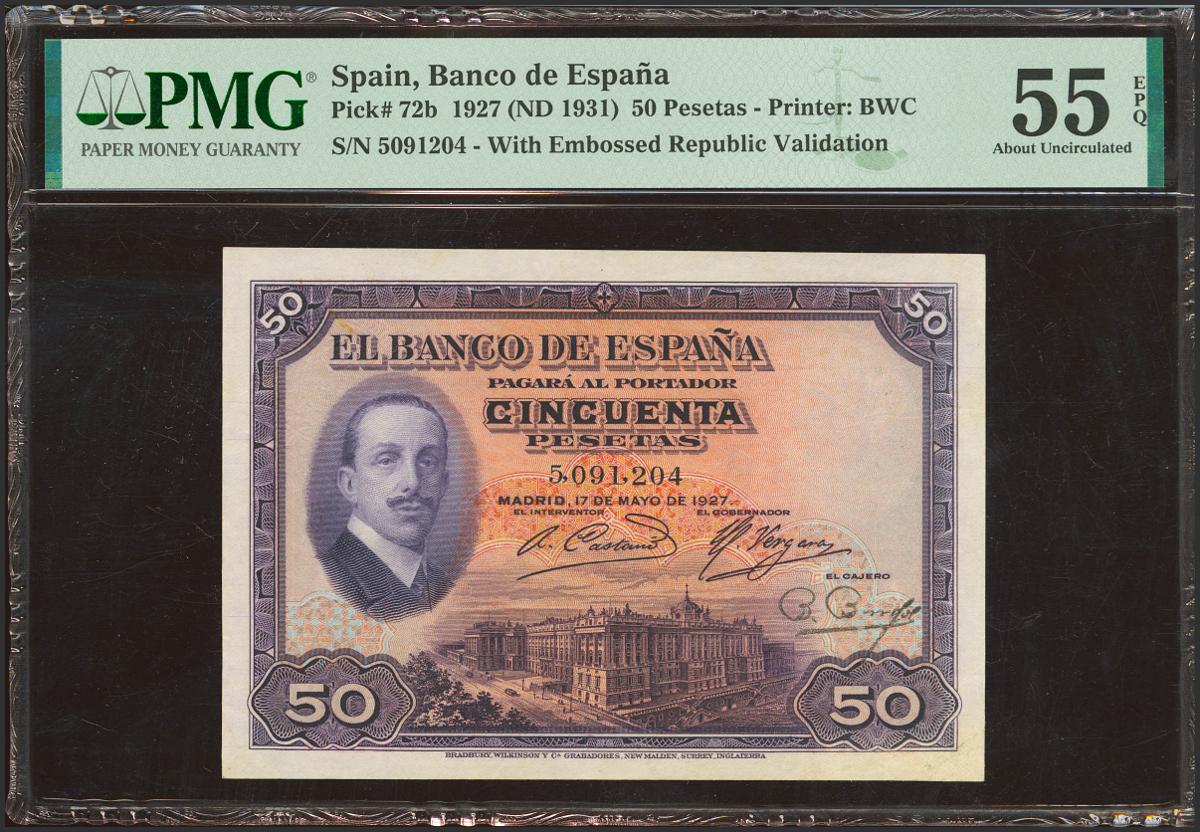 PMG®
PAPER MONEY GUARANTY
Spain, Banco de España
Pick# 72b 1927 (ND 1931) 50 Pesetas - Printer: BWC
S/N 5091204 - With Embossed Republic Validation
55 EPQ
About Uncirculated
50 50
EL BANCO DE ESPAÑA
PAGARÁ AL PORTADOR
CINCUENTA
PESETAS
5,091,204
MADRID, 17 DE MAYO DE 1927.
EL INTERVENTOR EL GOBERNADOR
A. Castaño Vergara
EL CAJERO
50 50
BRADBURY, WILKINSON Y Cª GRABADORES, NEW MALDEN, SURREY, INGLATERRA